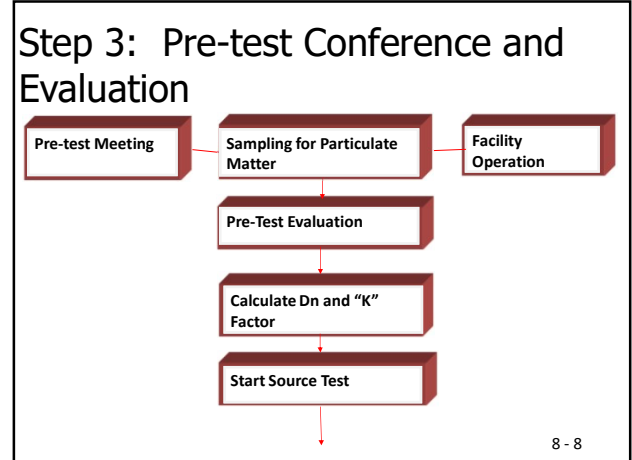 Step 3: Pre-test Conference and
Evaluation
Pre-test Meeting
Sampling for Particulate
Matter
Facility
Operation
Pre-Test Evaluation
Calculate Dn and “K”
Factor
Start Source Test
8 - 8